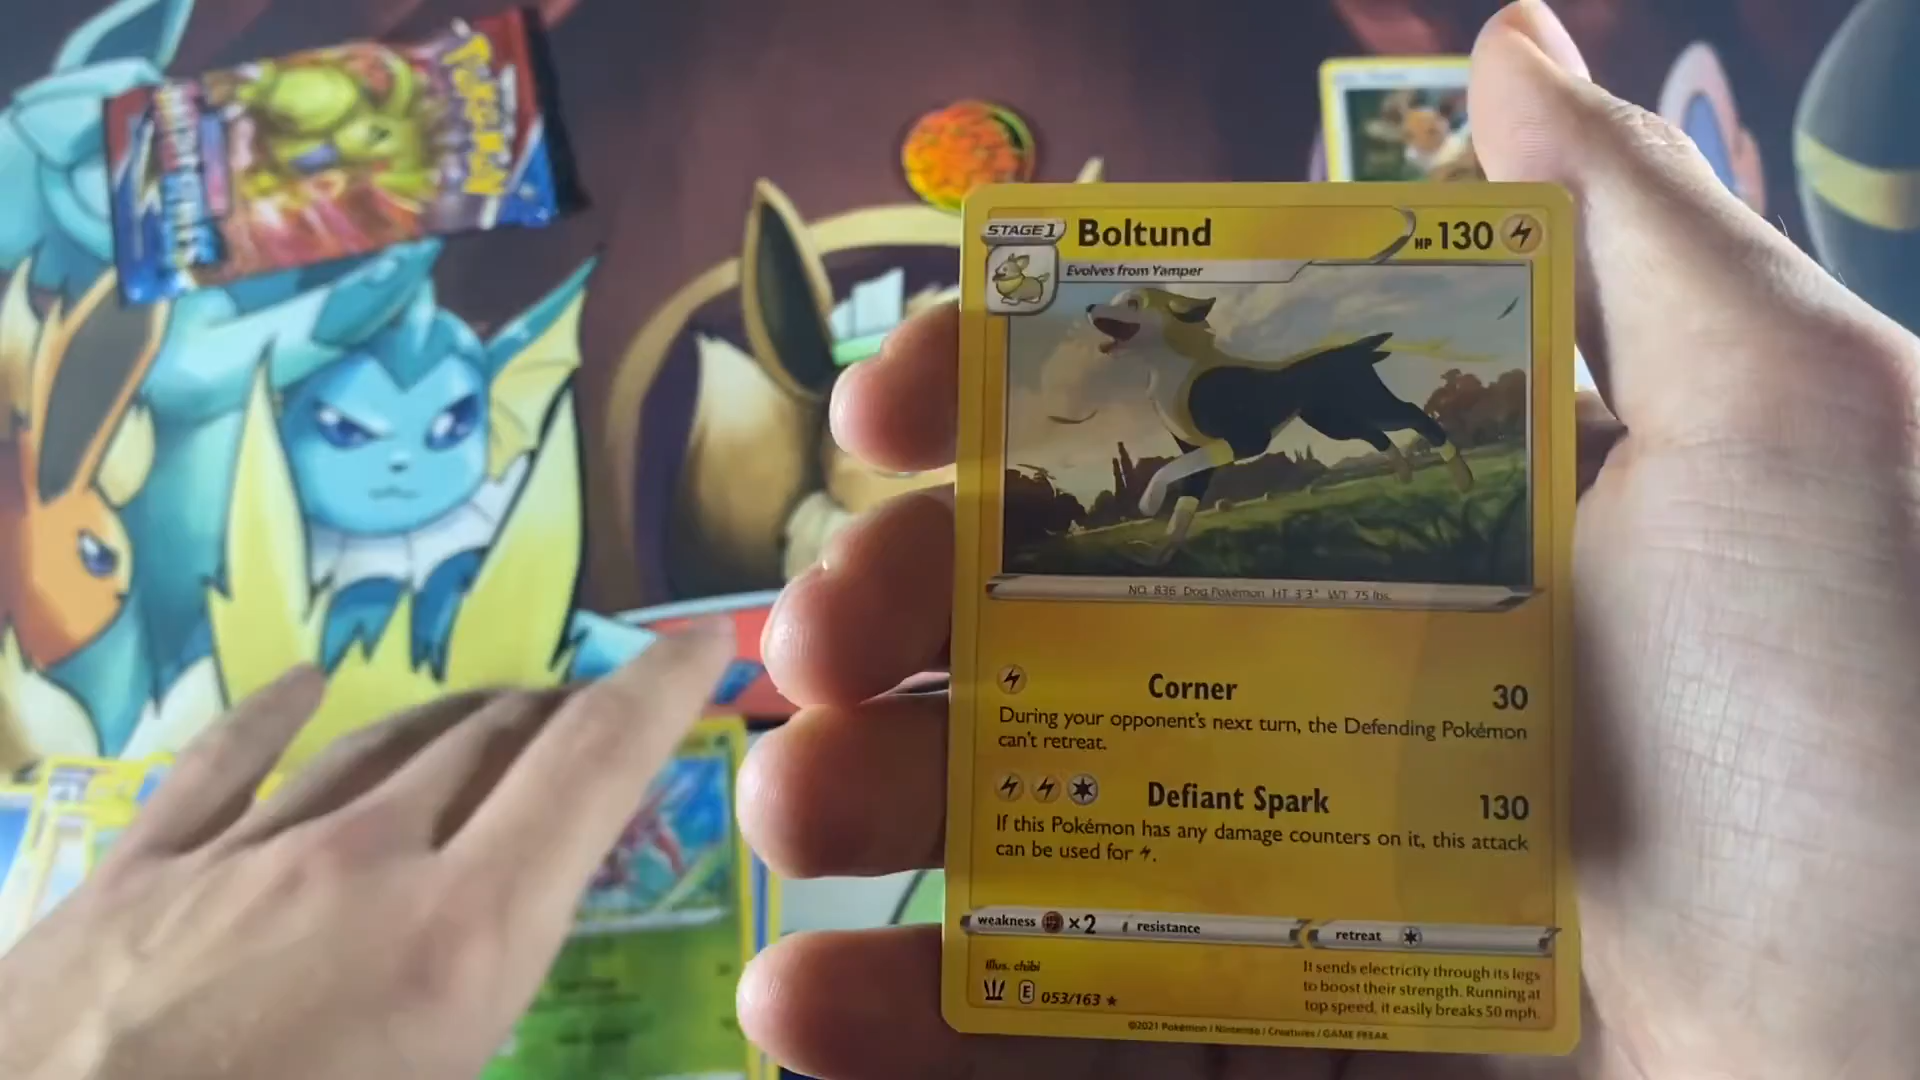 POKÉMON
STAGE 1
Boltund
HP 130
Evolves from Yamper
NO. 836 Dog Pokémon HT 3'3" WT 75 lbs.
Corner 30
During your opponent's next turn, the Defending Pokémon
can't retreat.
Defiant Spark 130
If this Pokémon has any damage counters on it, this attack
can be used for .
weakness ×2 resistance retreat
Illus. chibi
E 053/163 ★
It sends electricity through its legs
to boost their strength. Running at
top speed, it easily breaks 50 mph.
©2021 Pokémon / Nintendo / Creatures / GAME FREAK